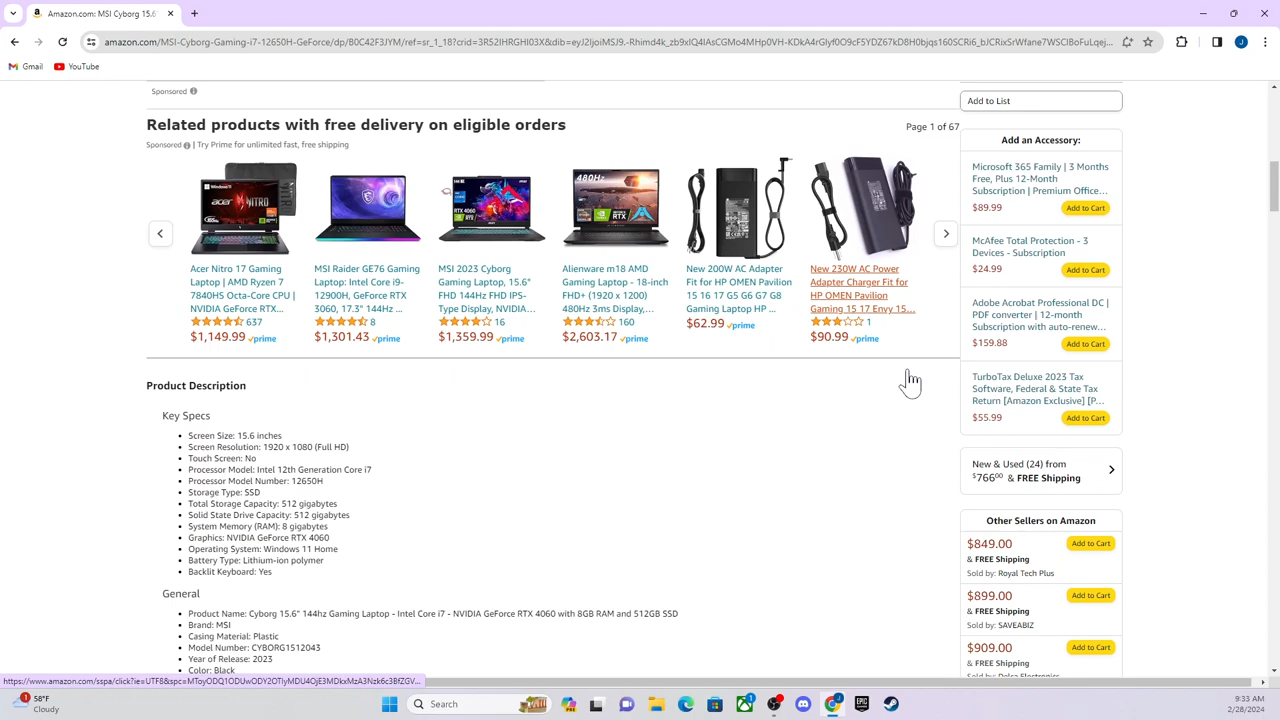 Amazon.com: MSI Cyborg 15.6"
amazon.com/MSI-Cyborg-Gaming-i7-12650H-GeForce/dp/B0C42F3JYM/ref=sr_1_18?crid=3R52IHRGHI03X&dib=
Gmail
YouTube
Sponsored
Related products with free delivery on eligible orders
Page 1 of 67
Sponsored | Try Prime for unlimited fast, free shipping
Acer Nitro 17 Gaming
Laptop | AMD Ryzen 7
7840HS Octa-Core CPU |
NVIDIA GeForce RTX...
637
$1,149.99 prime
MSI Raider GE76 Gaming
Laptop: Intel Core i9-
12900H, GeForce RTX
3060, 17.3" 144Hz ...
8
$1,301.43 prime
MSI 2023 Cyborg
Gaming Laptop, 15.6"
FHD 144Hz FHD IPS-
Type Display, NVIDIA...
16
$1,359.99 prime
480HZ
Alienware m18 AMD
Gaming Laptop - 18-inch
FHD+ (1920 x 1200)
480Hz 3ms Display,...
160
$2,603.17 prime
New 200W AC Adapter
Fit for HP OMEN Pavilion
15 16 17 G5 G6 G7 G8
Gaming Laptop HP ...
$62.99 prime
New 230W AC Power
Adapter Charger Fit for
HP OMEN Pavilion
Gaming 15 17 Envy 15...
1
$90.99 prime
Product Description
Key Specs
• Screen Size: 15.6 inches
• Screen Resolution: 1920 x 1080 (Full HD)
• Touch Screen: No
• Processor Model: Intel 12th Generation Core i7
• Processor Model Number: 12650H
• Storage Type: SSD
• Total Storage Capacity: 512 gigabytes
• Solid State Drive Capacity: 512 gigabytes
• System Memory (RAM): 8 gigabytes
• Graphics: NVIDIA GeForce RTX 4060
• Operating System: Windows 11 Home
• Battery Type: Lithium-ion polymer
• Backlit Keyboard: Yes
General
• Product Name: Cyborg 15.6" 144hz Gaming Laptop - Intel Core i7 - NVIDIA GeForce RTX 4060 with 8GB RAM and 512GB SSD
• Brand: MSI
• Casing Material: Plastic
• Model Number: CYBORG1512043
• Year of Release: 2023
• Color: Black
Add to List
Add an Accessory:
Microsoft 365 Family | 3 Months
Free, Plus 12-Month
Subscription | Premium Office...
$89.99 Add to Cart
McAfee Total Protection - 3
Devices - Subscription
$24.99 Add to Cart
Adobe Acrobat Professional DC |
PDF converter | 12-month
Subscription with auto-renew...
$159.88 Add to Cart
TurboTax Deluxe 2023 Tax
Software, Federal & State Tax
Return [Amazon Exclusive] [P...
$55.99 Add to Cart
New & Used (24) from
$766⁰⁰ & FREE Shipping
Other Sellers on Amazon
$849.00 Add to Cart
& FREE Shipping
Sold by: Royal Tech Plus
$899.00 Add to Cart
& FREE Shipping
Sold by: SAVEABIZ
$909.00 Add to Cart
& FREE Shipping
58°F
Cloudy
Search
9:33 AM
2/28/2024